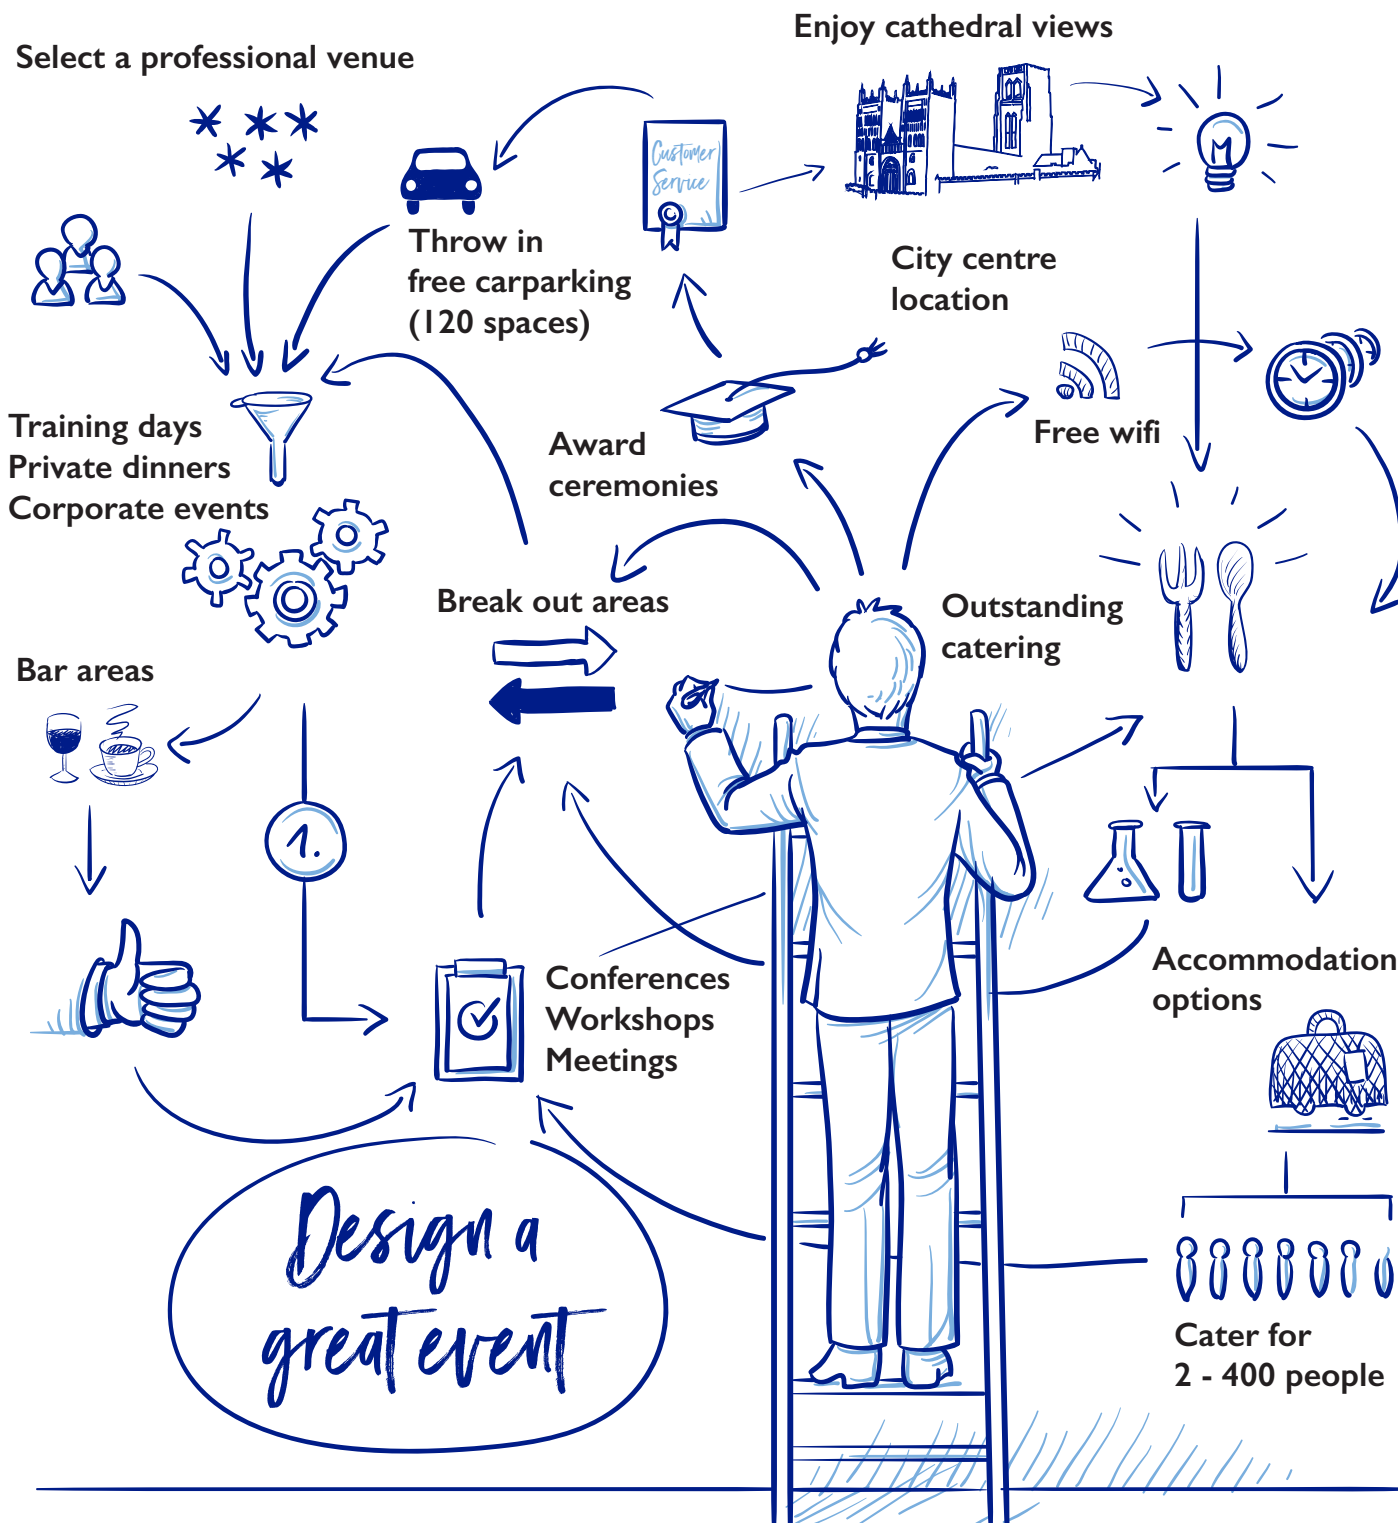 Enjoy cathedral views
Select a professional venue
Customer
Service
Throw in
free carparking
(120 spaces)
City centre
location
Free wifi
Training days
Private dinners
Corporate events
Award
ceremonies
Break out areas
Outstanding
catering
Bar areas
1.
Conferences
Workshops
Meetings
Accommodation
options
Design a
great event
Cater for
2 - 400 people